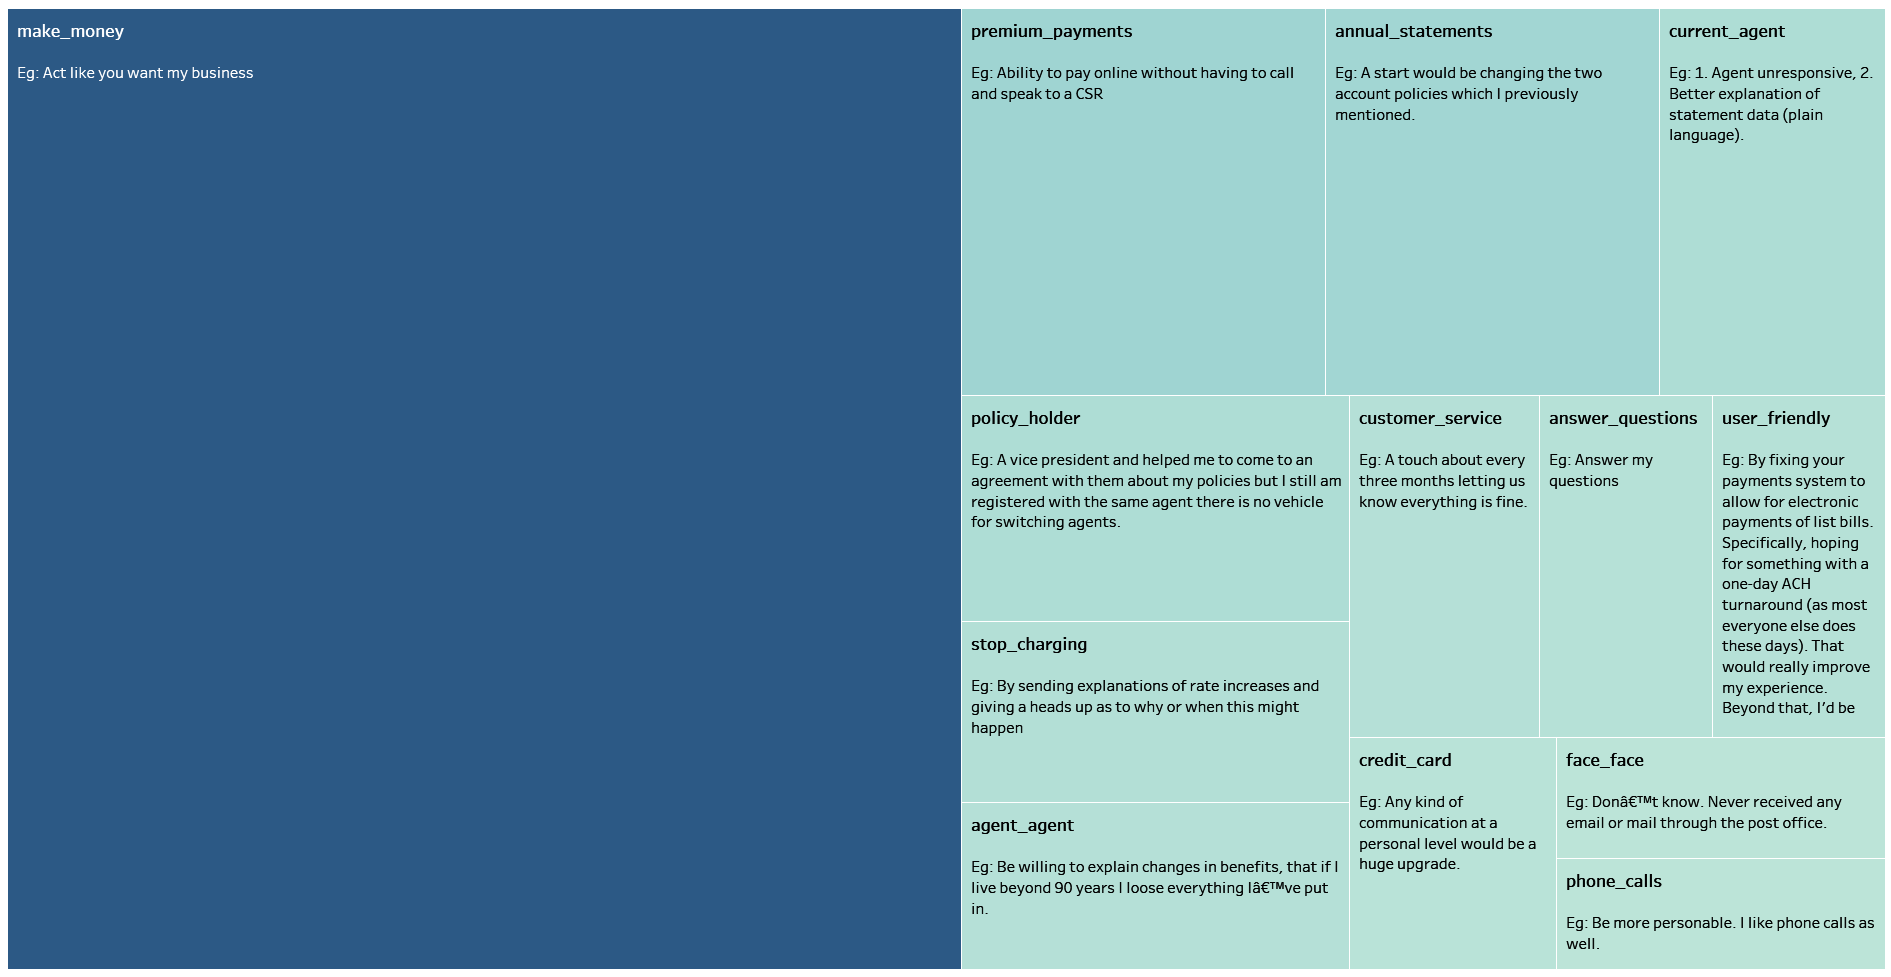 make_money
Eg: Act like you want my business
premium_payments
Eg: Ability to pay online without having to call
and speak to a CSR
annual_statements
Eg: A start would be changing the two
account policies which I previously
mentioned.
current_agent
Eg: 1. Agent unresponsive, 2.
Better explanation of
statement data (plain
language).
policy_holder
Eg: A vice president and helped me to come to an
agreement with them about my policies but I still am
registered with the same agent there is no vehicle
for switching agents.
customer_service
Eg: A touch about every
three months letting us
know everything is fine.
answer_questions
Eg: Answer my
questions
user_friendly
Eg: By fixing your
payments system to
allow for electronic
payments of list bills.
Specifically, hoping
for something with a
one-day ACH
turnaround (as most
everyone else does
these days). That
would really improve
my experience.
Beyond that, I’d be
stop_charging
Eg: By sending explanations of rate increases and
giving a heads up as to why or when this might
happen
agent_agent
Eg: Be willing to explain changes in benefits, that if I
live beyond 90 years I loose everything Iâ€™ve put
in.
credit_card
Eg: Any kind of
communication at a
personal level would be a
huge upgrade.
face_face
Eg: Donâ€™t know. Never received any
email or mail through the post office.
phone_calls
Eg: Be more personable. I like phone calls as
well.